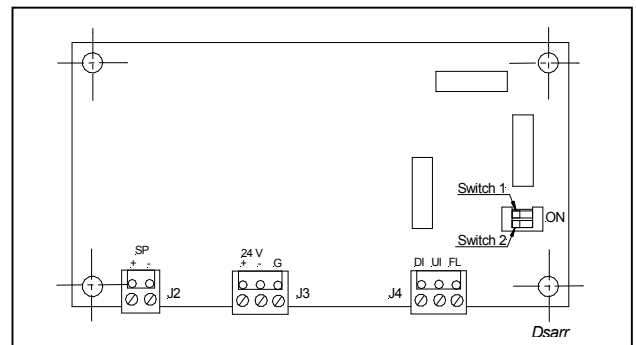 Switch 1
ON
Switch 2
SP
+ -
J2
24 V
+ - G
J3
DI UI FL
J4
Dsarr